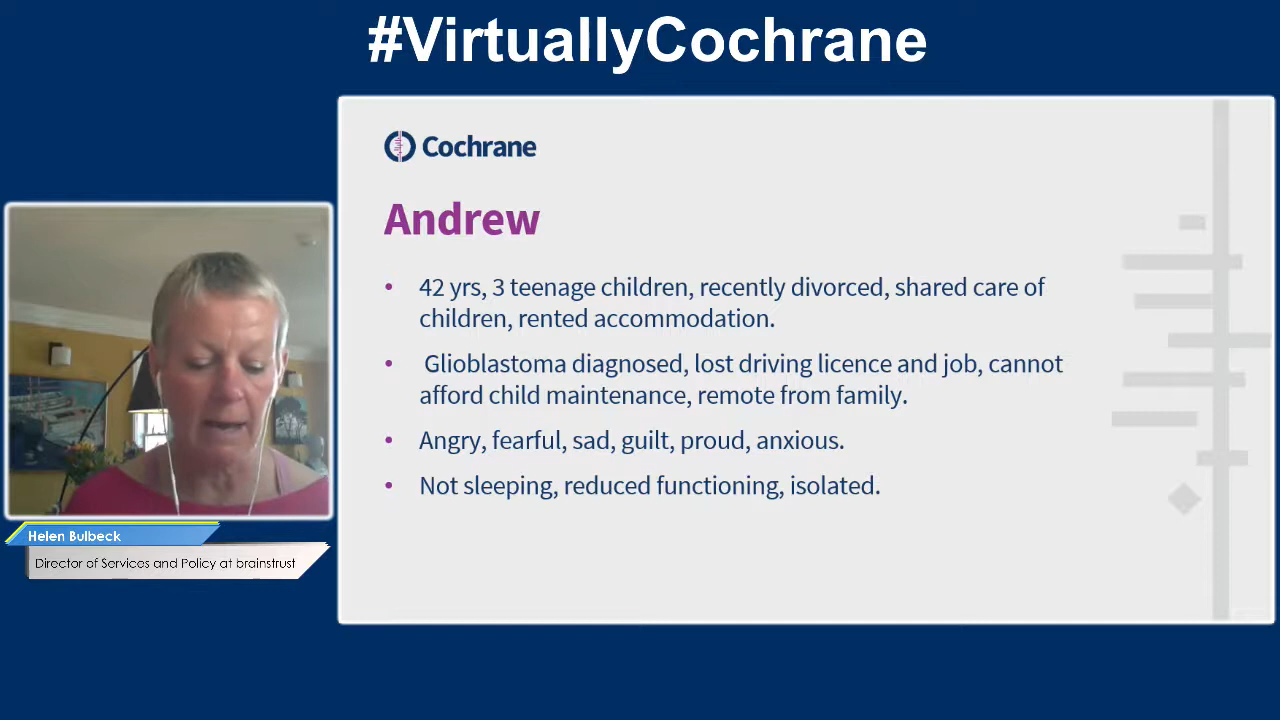 #VirtuallyCochrane
Cochrane
Andrew
• 42 yrs, 3 teenage children, recently divorced, shared care of
children, rented accommodation.
• Glioblastoma diagnosed, lost driving licence and job, cannot
afford child maintenance, remote from family.
• Angry, fearful, sad, guilt, proud, anxious.
• Not sleeping, reduced functioning, isolated.
Helen Bulbeck
Director of Services and Policy at brainstrust